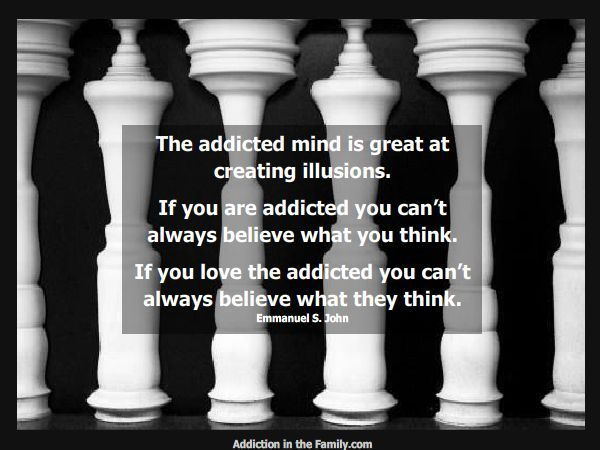 The addicted mind is great at
creating illusions.
If you are addicted you can’t
always believe what you think.
If you love the addicted you can’t
always believe what they think.
Emmanuel S. John
Addiction in the Family.com